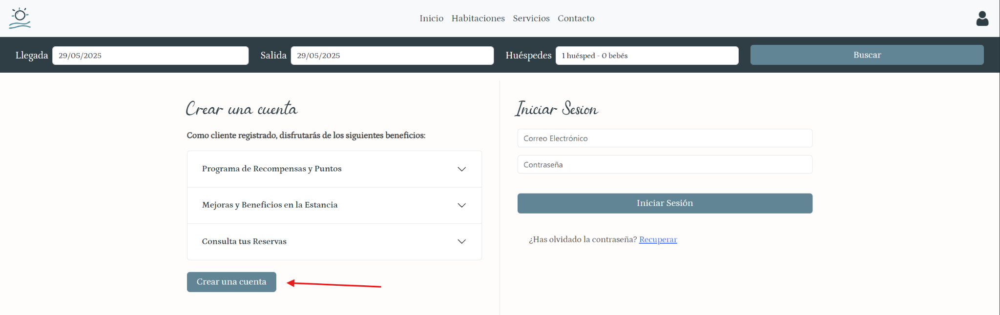 Inicio Habitaciones Servicios Contacto
Llegada 29/05/2025 Salida 29/05/2025 Huéspedes 1 huésped - 0 bebés Buscar
Crear una cuenta
Como cliente registrado, disfrutarás de los siguientes beneficios:
Programa de Recompensas y Puntos
Mejoras y Beneficios en la Estancia
Consulta tus Reservas
Crear una cuenta
Iniciar Sesion
Correo Electrónico
Contraseña
Iniciar Sesión
¿Has olvidado la contraseña? Recuperar